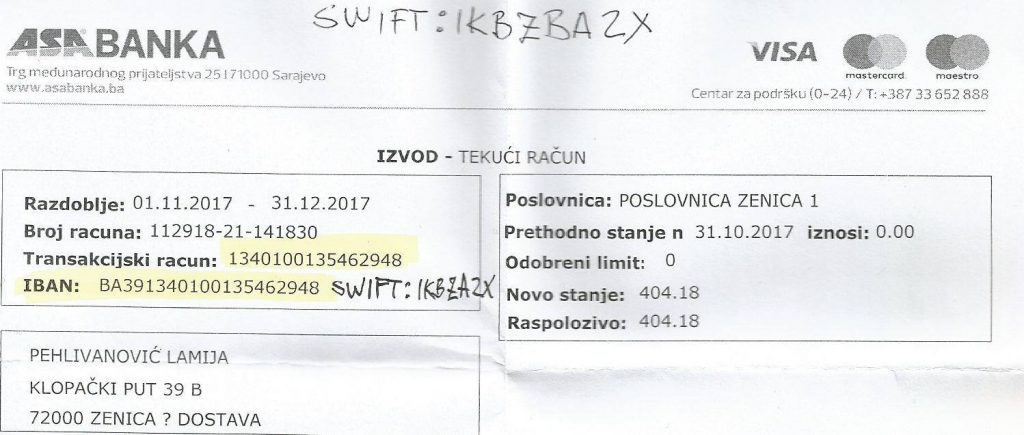 SWIFT: IKBZBA2X
ASA BANKA
Trg međunarodnog prijateljstva 25 | 71000 Sarajevo
www.asabanka.ba
VISA
mastercard. maestro
Centar za podršku (0-24) / T: +387 33 652 888
IZVOD - TEKUĆI RAČUN
Razdoblje: 01.11.2017 - 31.12.2017
Broj racuna: 112918-21-141830
Transakcijski racun: 1340100135462948
IBAN: BA391340100135462948 SWIFT: IKBZA2X
Poslovnica: POSLOVNICA ZENICA 1
Prethodno stanje n 31.10.2017 iznosi: 0.00
Odobreni limit: 0
Novo stanje: 404.18
Raspolozivo: 404.18
PEHLIVANOVIĆ LAMIJA
KLOPAČKI PUT 39 B
72000 ZENICA ? DOSTAVA